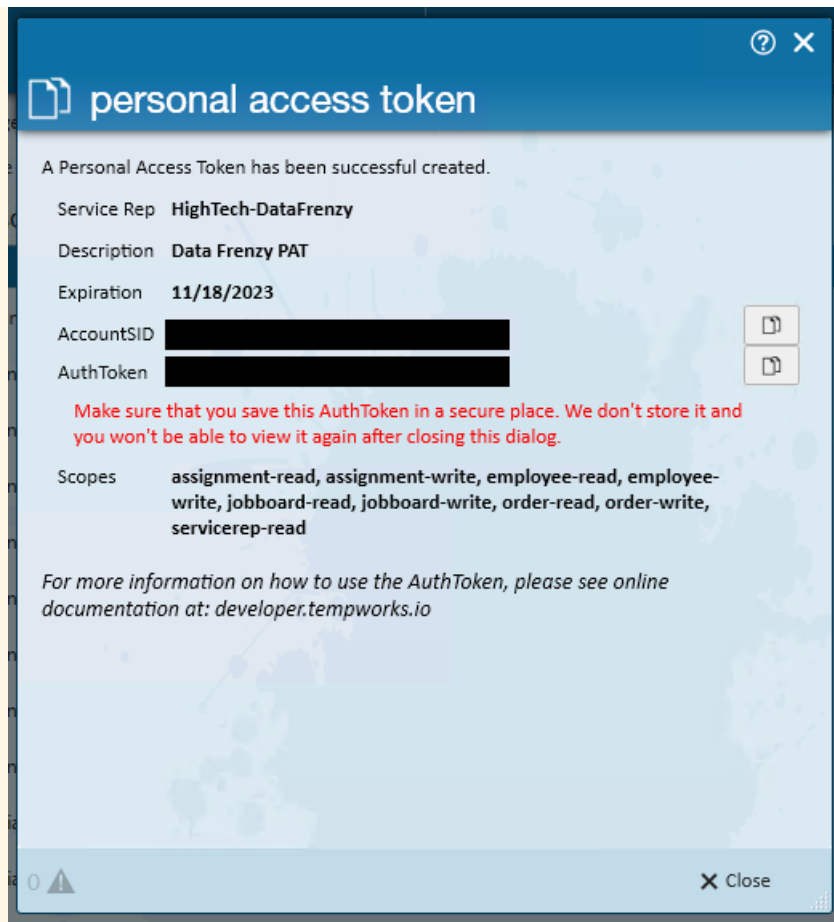 personal access token
A Personal Access Token has been successful created.
Service Rep HighTech-DataFrenzy
Description Data Frenzy PAT
Expiration 11/18/2023
AccountSID
AuthToken
Make sure that you save this AuthToken in a secure place. We don't store it and
you won't be able to view it again after closing this dialog.
Scopes assignment-read, assignment-write, employee-read, employee-
write, jobboard-read, jobboard-write, order-read, order-write,
servicerep-read
For more information on how to use the AuthToken, please see online
documentation at: developer.tempworks.io
0
Close